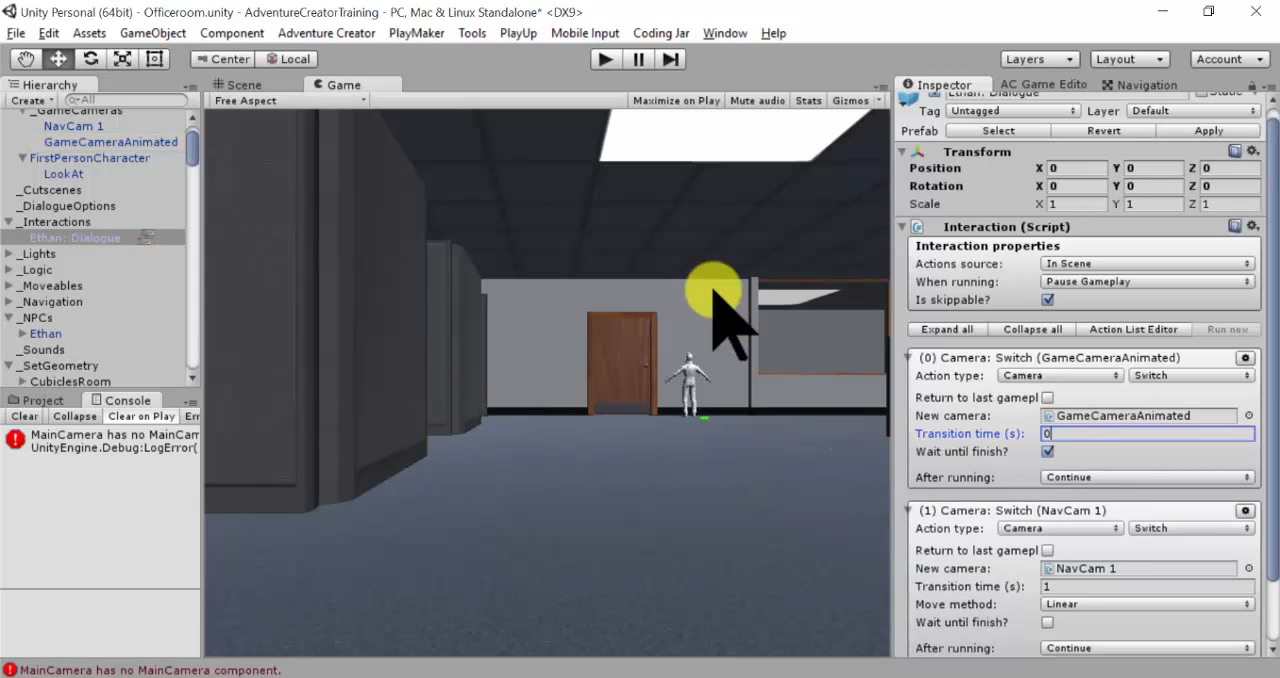 Unity Personal (64bit) - Officeroom.unity - AdventureCreatorTraining - PC, Mac & Linux Standalone* <DX9>
File Edit Assets GameObject Component Adventure Creator PlayMaker Tools PlayUp Mobile Input Coding Jar Window Help
Center Local Layers Layout Account
Hierarchy Scene Game Inspector AC Game Edito Navigation
Create All Free Aspect Maximize on Play Mute audio Stats Gizmos
_GameCameras
NavCam 1
GameCameraAnimated
FirstPersonCharacter
LookAt
_Cutscenes
_DialogueOptions
_Interactions
Ethan: Dialogue
_Lights
_Logic
_Moveables
_Navigation
_NPCs
Ethan
_Sounds
_SetGeometry
CubiclesRoom
Project Console
Clear Collapse Clear on Play Err
MainCamera has no MainCam
UnityEngine.Debug:LogError(
Ethan: Dialogue
Tag Untagged Layer Default
Prefab Select Revert Apply
Transform
Position X 0 Y 0 Z 0
Rotation X 0 Y 0 Z 0
Scale X 1 Y 1 Z 1
Interaction (Script)
Interaction properties
Actions source: In Scene
When running: Pause Gameplay
Is skippable?
Expand all Collapse all Action List Editor Run now
(0) Camera: Switch (GameCameraAnimated)
Action type: Camera Switch
Return to last gamepl
New camera: GameCameraAnimated
Transition time (s): 0
Wait until finish?
After running: Continue
(1) Camera: Switch (NavCam 1)
Action type: Camera Switch
Return to last gamepl
New camera: NavCam 1
Transition time (s): 1
Move method: Linear
Wait until finish?
After running: Continue
MainCamera has no MainCamera component.